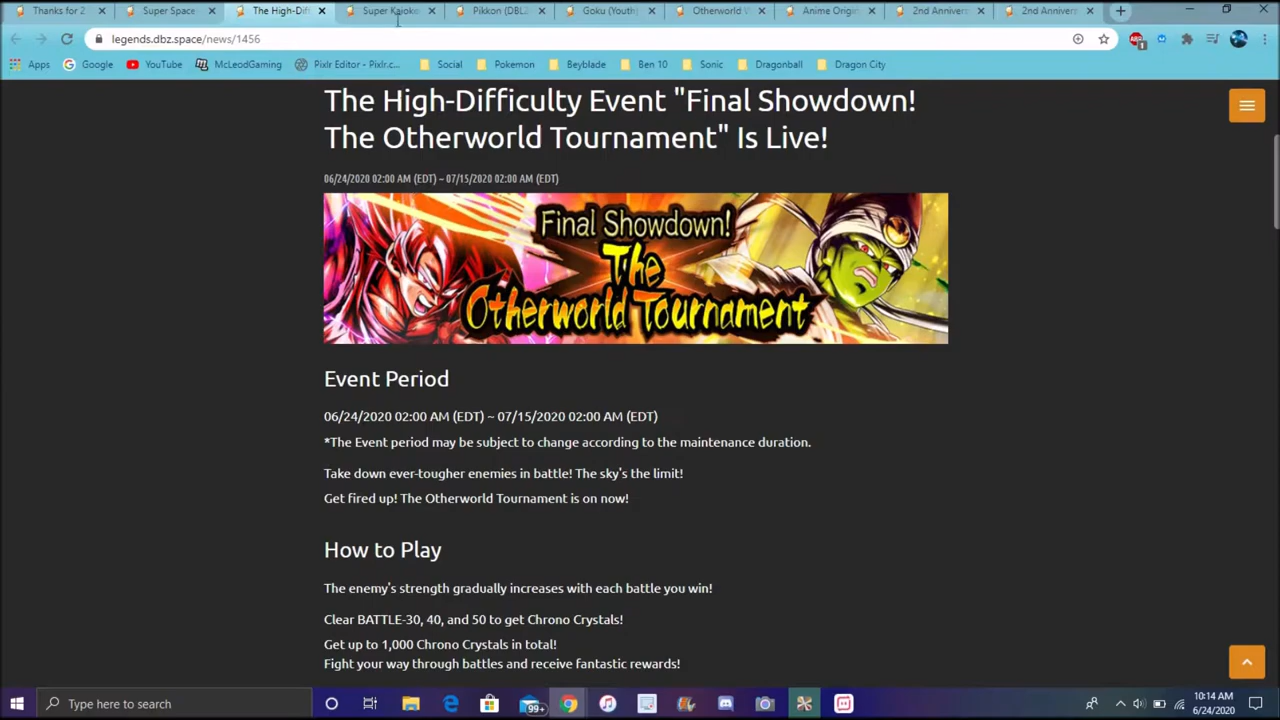 Thanks for 2
Super Space
The High-Diff
Super Kaioke
Pikkon (DBL2
Goku (Youth)
Otherworld
Anime Origin
2nd Annivers
2nd Annivers
legends.dbz.space/news/1456
Apps
Google
YouTube
McLeodGaming
Pixlr Editor - Pixlr.c...
Social
Pokemon
Beyblade
Ben 10
Sonic
Dragonball
Dragon City
The High-Difficulty Event "Final Showdown!
The Otherworld Tournament" Is Live!
06/24/2020 02:00 AM (EDT) ~ 07/15/2020 02:00 AM (EDT)
Final Showdown!
The
Otherworld Tournament
Event Period
06/24/2020 02:00 AM (EDT) ~ 07/15/2020 02:00 AM (EDT)
*The Event period may be subject to change according to the maintenance duration.
Take down ever-tougher enemies in battle! The sky's the limit!
Get fired up! The Otherworld Tournament is on now!
How to Play
The enemy's strength gradually increases with each battle you win!
Clear BATTLE-30, 40, and 50 to get Chrono Crystals!
Get up to 1,000 Chrono Crystals in total!
Fight your way through battles and receive fantastic rewards!
Type here to search
99+
10:14 AM
6/24/2020